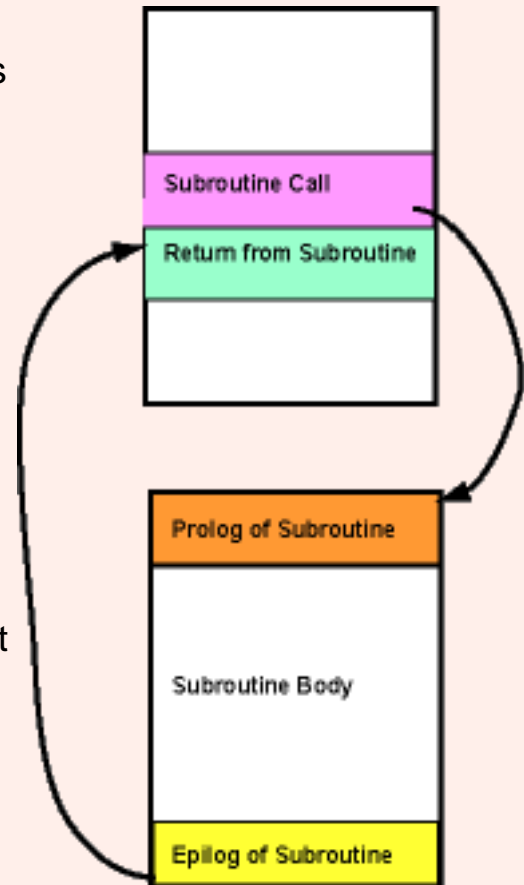 s
Subroutine Call
Return from Subroutine
Prolog of Subroutine
t
Subroutine Body
Epilog of Subroutine